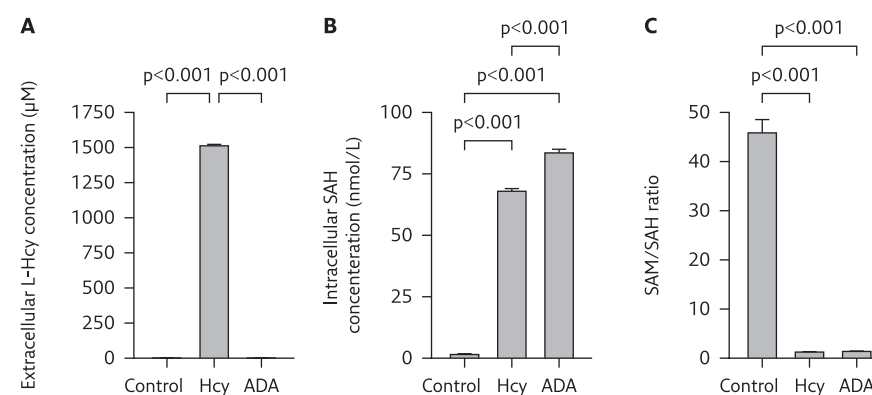 A
p<0.001 p<0.001
Extracellular L-Hcy concentration (µM)
1750
1500
1250
1000
750
500
250
0
Control Hcy ADA
B
p<0.001
p<0.001
p<0.001
Intracellular SAH
concenteration (nmol/L)
100
75
50
25
0
Control Hcy ADA
C
p<0.001
p<0.001
SAM/SAH ratio
50
40
30
20
10
0
Control Hcy ADA